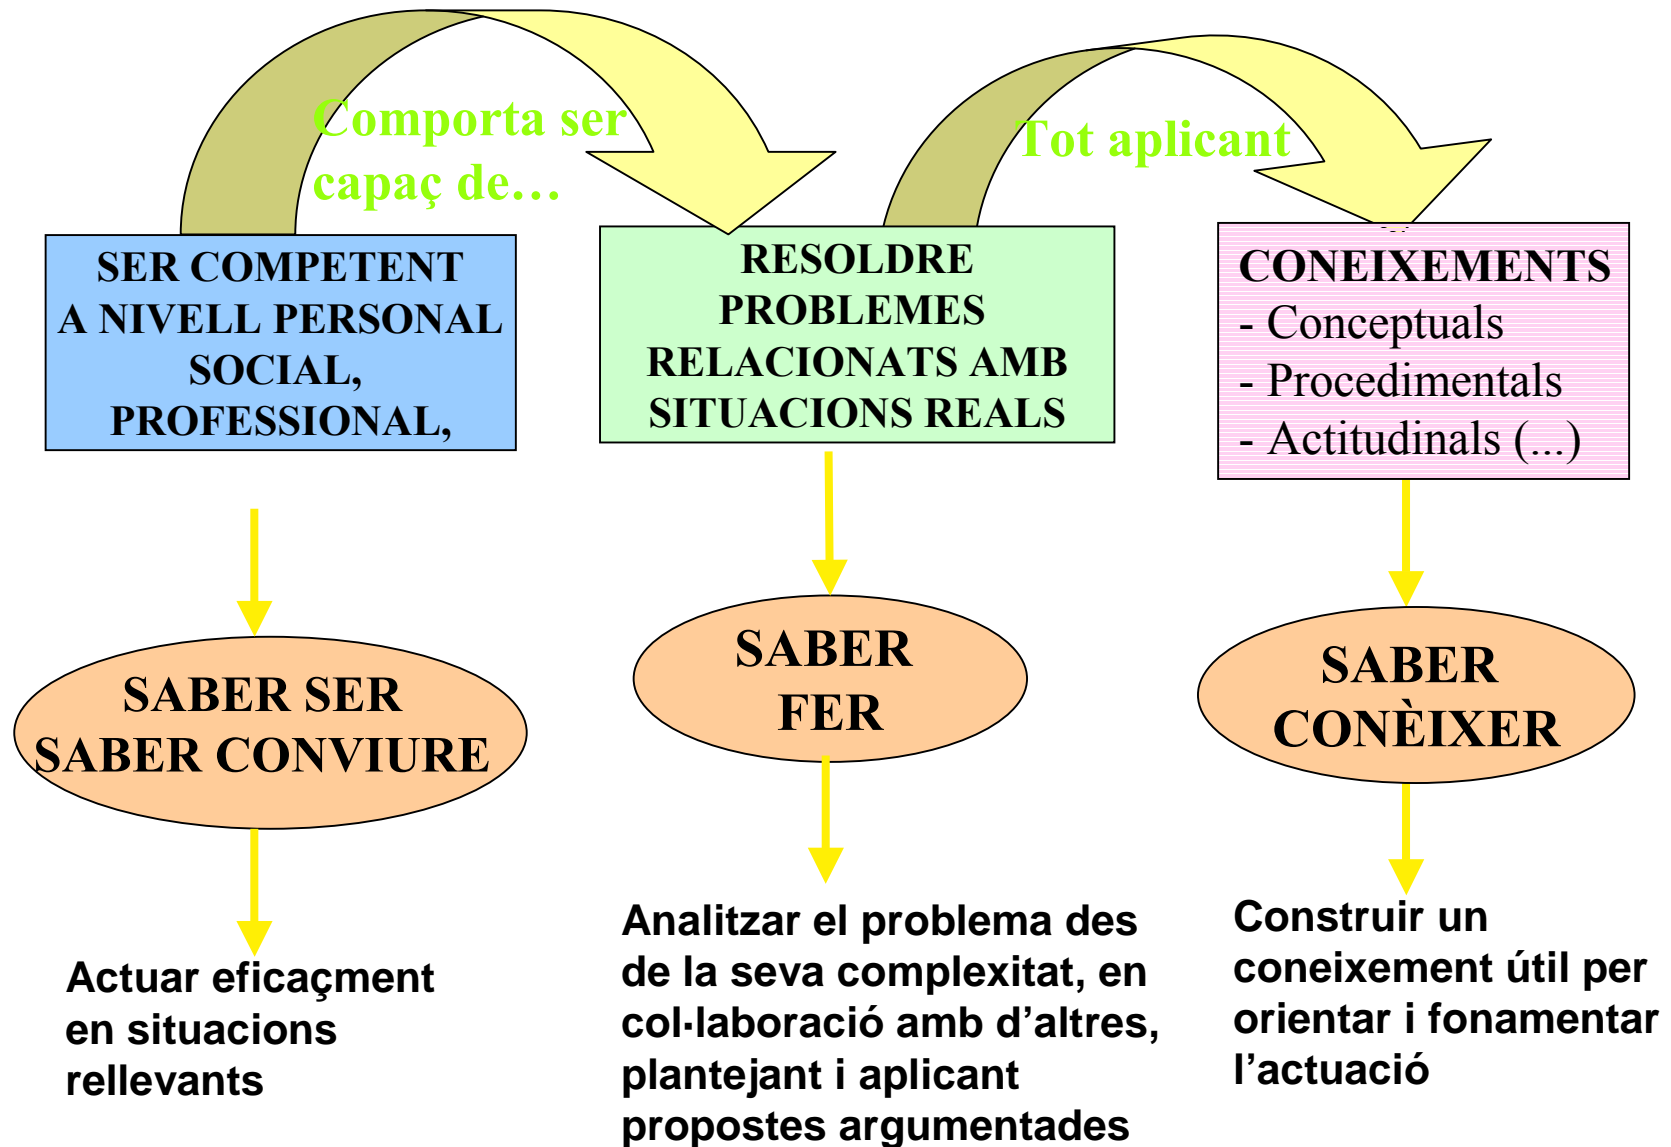 Comporta ser
capaç de…
Tot aplicant
SER COMPETENT
A NIVELL PERSONAL
SOCIAL,
PROFESSIONAL,
RESOLDRE
PROBLEMES
RELACIONATS AMB
SITUACIONS REALS
CONEIXEMENTS
- Conceptuals
- Procedimentals
- Actitudinals (...)
SABER SER
SABER CONVIURE
SABER
FER
SABER
CONÈIXER
Actuar eficaçment
en situacions
rellevants
Analitzar el problema des
de la seva complexitat, en
col·laboració amb d’altres,
plantejant i aplicant
propostes argumentades
Construir un
coneixement útil per
orientar i fonamentar
l’actuació